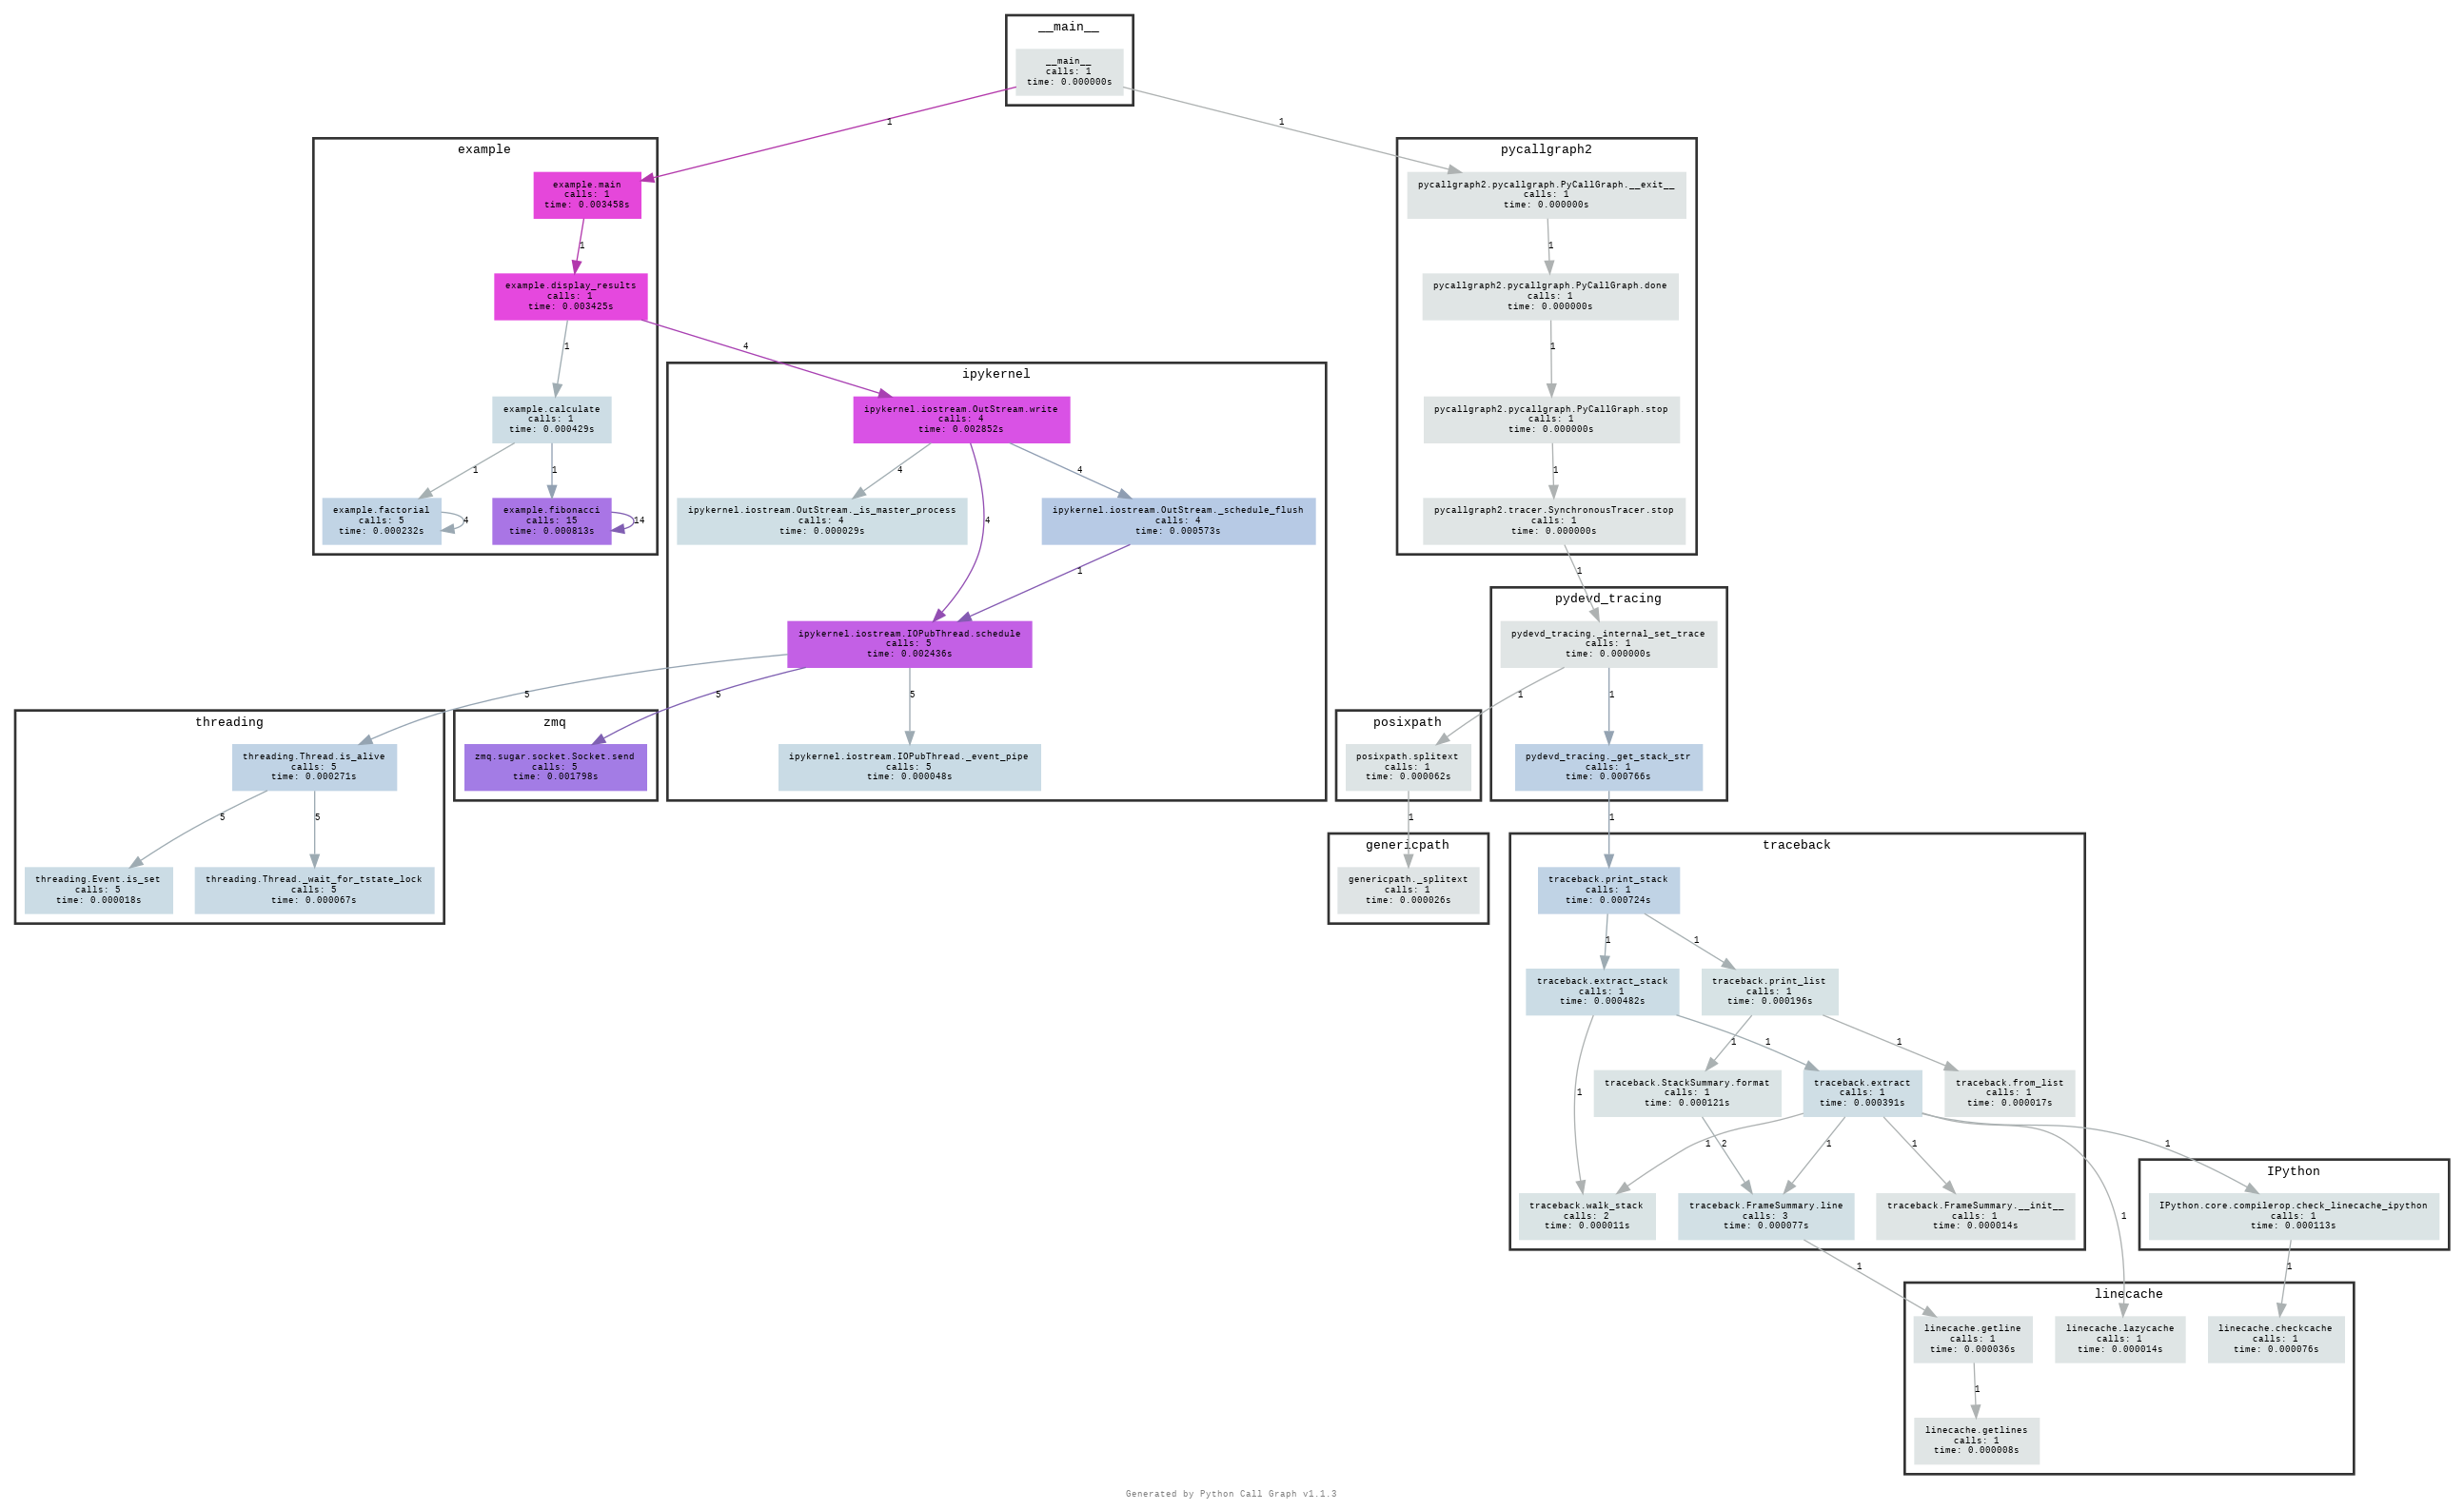 __main__
__main__
calls: 1
time: 0.000000s
1
1
example
example.main
calls: 1
time: 0.003458s
1
example.display_results
calls: 1
time: 0.003425s
1
4
example.calculate
calls: 1
time: 0.000429s
1
1
example.factorial
calls: 5
time: 0.000232s
4
example.fibonacci
calls: 15
time: 0.000813s
14
pycallgraph2
pycallgraph2.pycallgraph.PyCallGraph.__exit__
calls: 1
time: 0.000000s
1
pycallgraph2.pycallgraph.PyCallGraph.done
calls: 1
time: 0.000000s
1
pycallgraph2.pycallgraph.PyCallGraph.stop
calls: 1
time: 0.000000s
1
pycallgraph2.tracer.SynchronousTracer.stop
calls: 1
time: 0.000000s
1
ipykernel
ipykernel.iostream.OutStream.write
calls: 4
time: 0.002852s
4
4
4
ipykernel.iostream.OutStream._is_master_process
calls: 4
time: 0.000029s
ipykernel.iostream.OutStream._schedule_flush
calls: 4
time: 0.000573s
1
ipykernel.iostream.IOPubThread.schedule
calls: 5
time: 0.002436s
5
5
5
ipykernel.iostream.IOPubThread._event_pipe
calls: 5
time: 0.000048s
threading
threading.Thread.is_alive
calls: 5
time: 0.000271s
5
5
threading.Event.is_set
calls: 5
time: 0.000018s
threading.Thread._wait_for_tstate_lock
calls: 5
time: 0.000067s
zmq
zmq.sugar.socket.Socket.send
calls: 5
time: 0.001798s
pydevd_tracing
pydevd_tracing._internal_set_trace
calls: 1
time: 0.000000s
1
1
pydevd_tracing._get_stack_str
calls: 1
time: 0.000766s
1
posixpath
posixpath.splitext
calls: 1
time: 0.000062s
1
genericpath
genericpath._splitext
calls: 1
time: 0.000026s
traceback
traceback.print_stack
calls: 1
time: 0.000724s
1
1
traceback.extract_stack
calls: 1
time: 0.000482s
traceback.print_list
calls: 1
time: 0.000196s
1
1
1
1
traceback.StackSummary.format
calls: 1
time: 0.000121s
traceback.extract
calls: 1
time: 0.000391s
traceback.from_list
calls: 1
time: 0.000017s
1
2
1
1
1
1
traceback.walk_stack
calls: 2
time: 0.000011s
traceback.FrameSummary.line
calls: 3
time: 0.000077s
traceback.FrameSummary.__init__
calls: 1
time: 0.000014s
1
IPython
IPython.core.compilerop.check_linecache_ipython
calls: 1
time: 0.000113s
1
linecache
linecache.getline
calls: 1
time: 0.000036s
linecache.lazycache
calls: 1
time: 0.000014s
linecache.checkcache
calls: 1
time: 0.000076s
1
linecache.getlines
calls: 1
time: 0.000008s
Generated by Python Call Graph v1.1.3